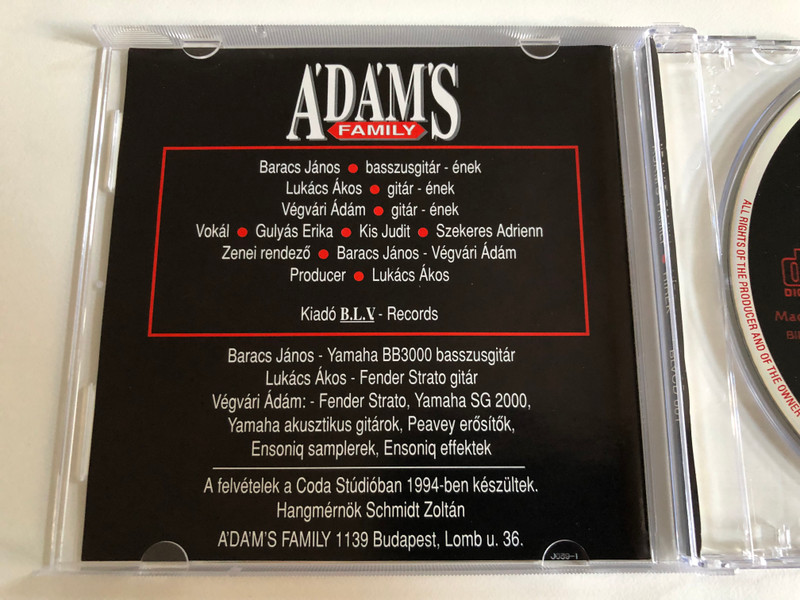 ÁDÁM'S
FAMILY
Baracs János ● basszusgitár - ének
Lukács Ákos ● gitár - ének
Végvári Ádám ● gitár - ének
Vokál ● Gulyás Erika ● Kis Judit ● Szekeres Adrienn
Zenei rendező ● Baracs János - Végvári Ádám
Producer ● Lukács Ákos
Kiadó B.L.V - Records
Baracs János - Yamaha BB3000 basszusgitár
Lukács Ákos - Fender Strato gitár
Végvári Ádám: - Fender Strato, Yamaha SG 2000,
Yamaha akusztikus gitárok, Peavey erősítők,
Ensoniq samplerek, Ensoniq effektek
A felvételek a Coda Stúdióban 1994-ben készültek.
Hangmérnök Schmidt Zoltán
ÁDÁM'S FAMILY 1139 Budapest, Lomb u. 36.
J089-1
ALL RIGHTS OF THE PRODUCER AND OF THE OWNER